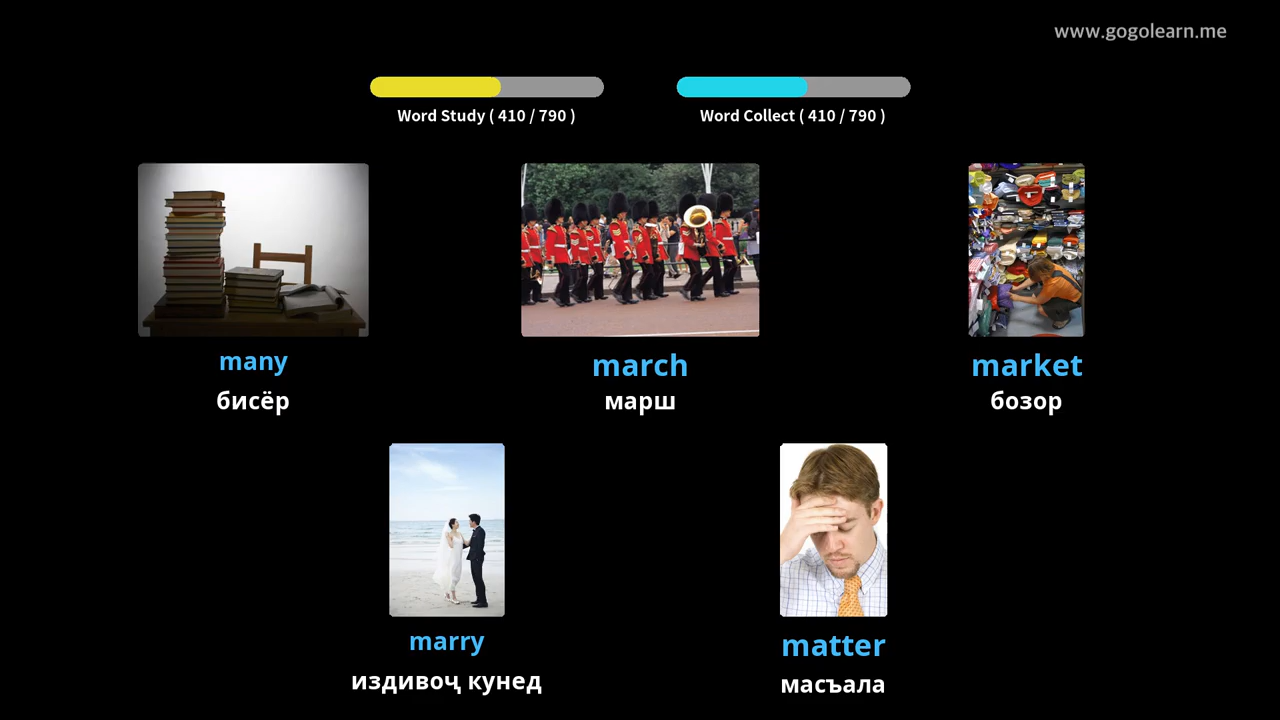 www.gogolearn.me
Word Study ( 410 / 790 )
Word Collect ( 410 / 790 )
many
бисёр
march
марш
market
бозор
marry
издивоҷ кунед
matter
масъала